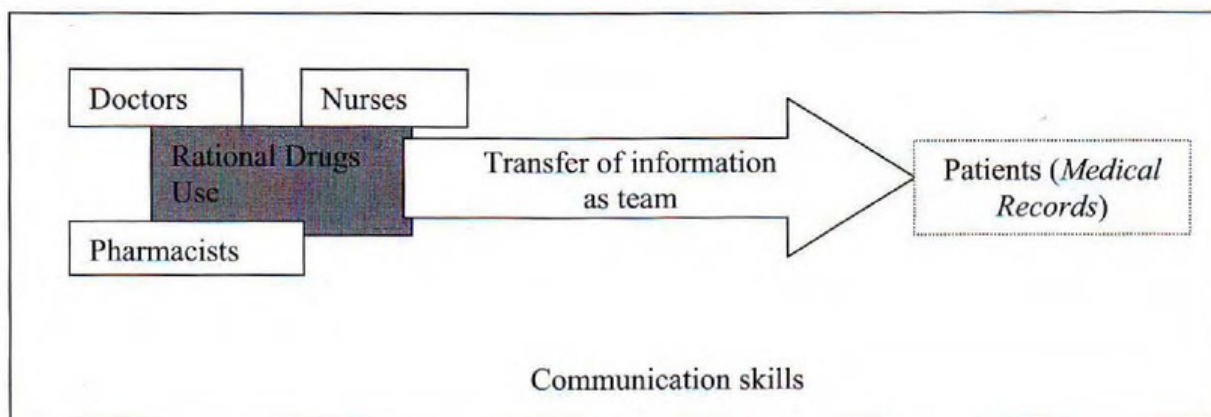 Doctors
Nurses
Rational Drugs
Use
Pharmacists
Transfer of information
as team
Patients (Medical
Records)
Communication skills